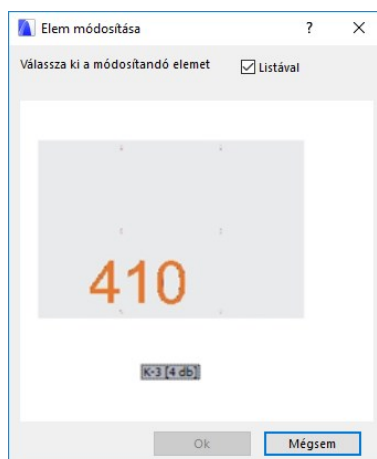 Elem módosítása
Válassza ki a módosítandó elemet
Listával
410
K-3 [4 db]
Ok
Mégsem